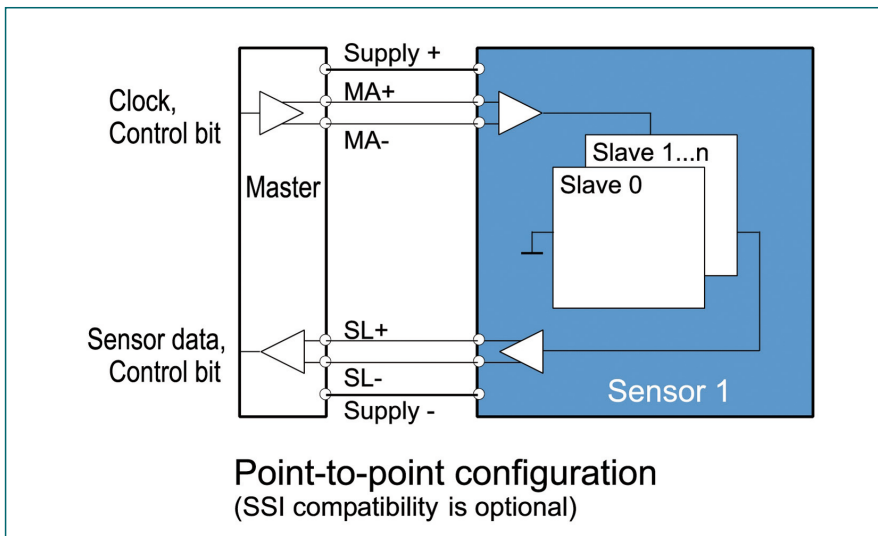 Supply +
Clock,
Control bit
MA+
MA-
Master
Slave 1...n
Slave 0
Sensor data,
Control bit
SL+
SL-
Supply -
Sensor 1
Point-to-point configuration
(SSI compatibility is optional)